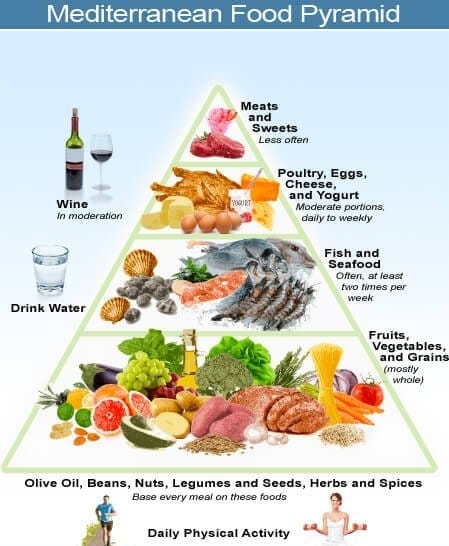 Mediterranean Food Pyramid
Meats
and
Sweets
Less often
Poultry, Eggs,
Cheese,
and Yogurt
Moderate portions,
daily to weekly
YOGURT
Wine
In moderation
Fish and
Seafood
Often, at least
two times per
week
Drink Water
Fruits,
Vegetables,
and Grains
(mostly
whole)
Olive Oil, Beans, Nuts, Legumes and Seeds, Herbs and Spices
Base every meal on these foods
Daily Physical Activity